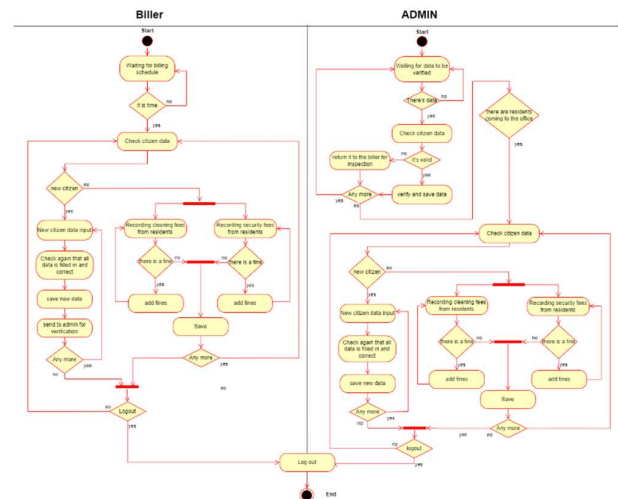 Biller
ADMIN
Start
Waiting for billing
schedule
It is time
no
yes
Check citizen data
new citizen
no
yes
New citizen data input
Check again that all
data is filled in and
correct
save new data
send to admin for
verification
Any more
yes
no
Recording cleaning fees
from residents
Recording security fees
from residents
there is a fine
no
no
there is a fine
yes
yes
add fines
add fines
Save
Any more
yes
no
no
Logout
yes
Start
Waiting for data to be
verified
There's data
no
yes
Check citizen data
it's valid
no
yes
return it to the biller for
inspection
verify and save data
Any more
yes
no
there are residents
coming to the office
yes
Check citizen data
new citizen
no
yes
New citizen data input
Check again that all
data is filled in and
correct
save new data
Any more
yes
no
Recording cleaning fees
from residents
Recording security fees
from residents
there is a fine
no
no
there is a fine
yes
yes
add fines
add fines
Save
Any more
yes
no
yes
no
logout
yes
Log out
End